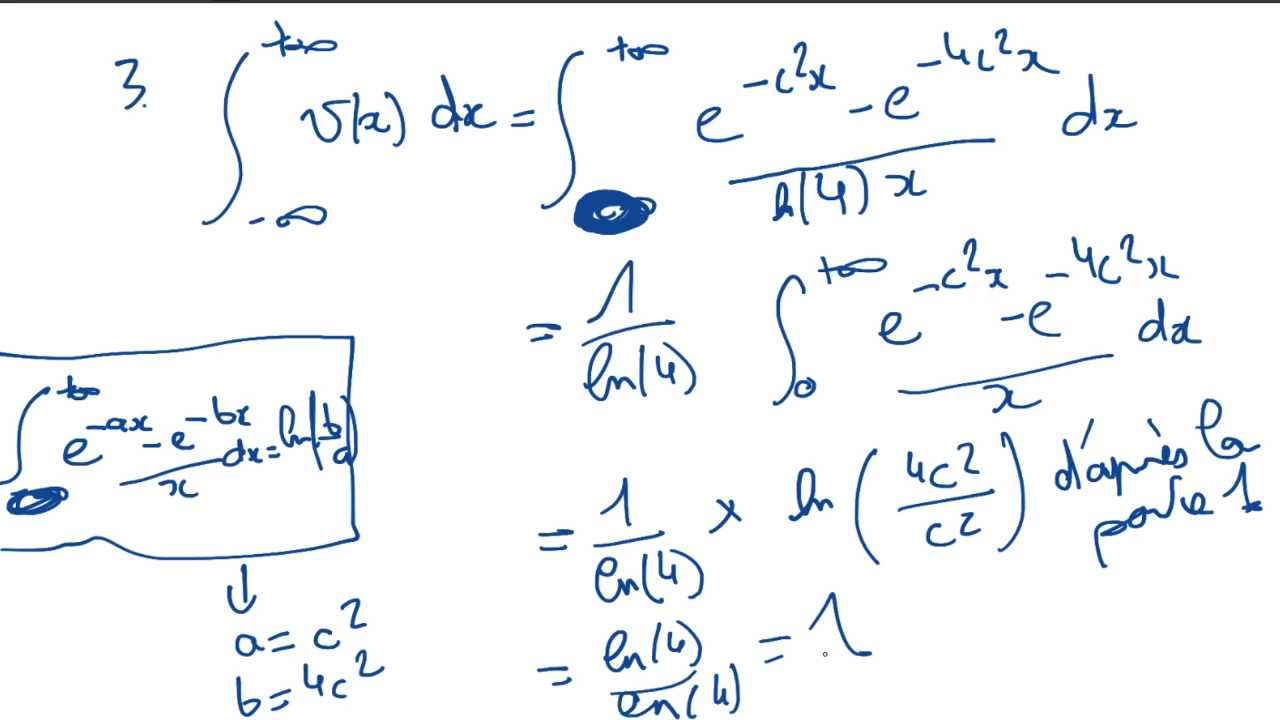 3. ∫_{-∞}^{+∞} v(x) dx = ∫^{+∞} (e^{-c²x} - e^{-4c²x}) / (ln(4) x) dx
= 1/ln(4) ∫_0^{+∞} (e^{-c²x} - e^{-4c²x}) / x dx
∫^{+∞} (e^{-ax} - e^{-bx}) / x dx = ln(b/a)
= 1/ln(4) × ln(4c²/c²) d'après la partie 1
↓
a = c²
b = 4c²
= ln(4)/ln(4) = 1